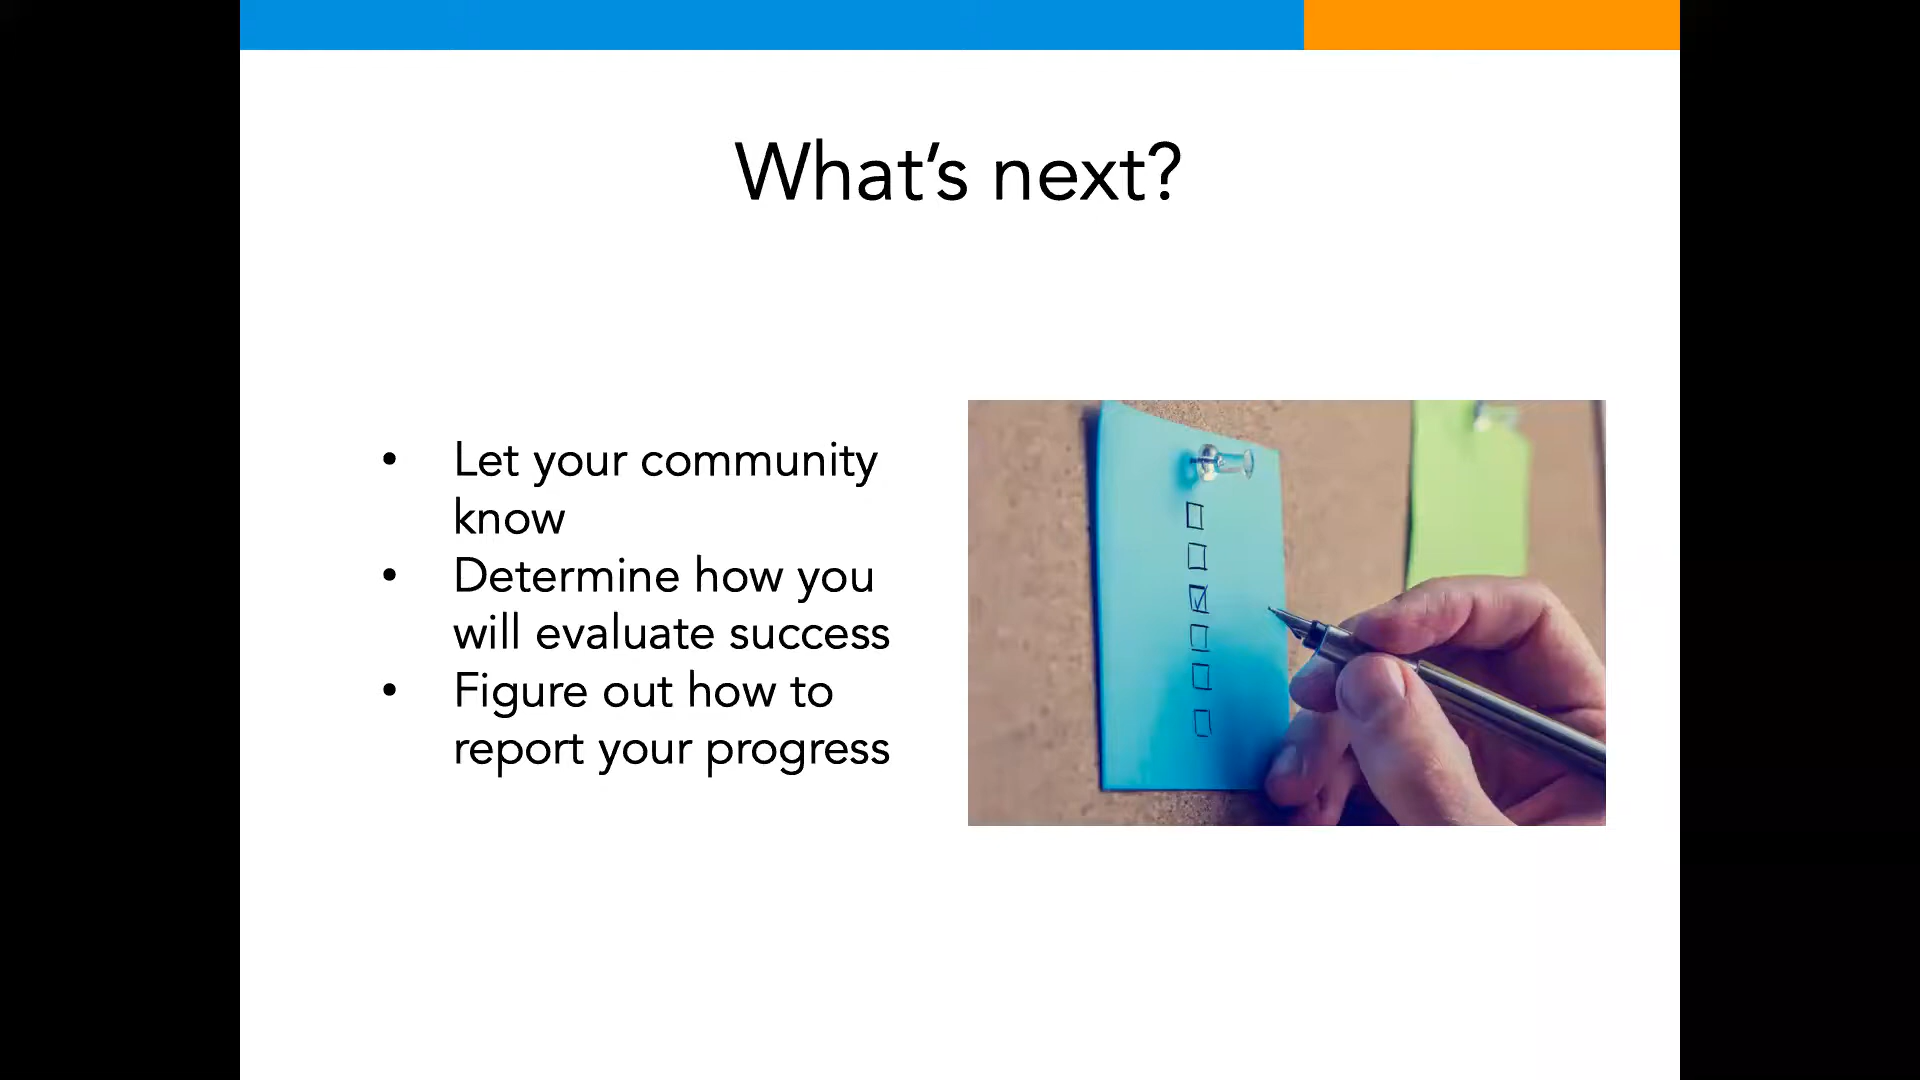 What’s next?
• Let your community
know
• Determine how you
will evaluate success
• Figure out how to
report your progress